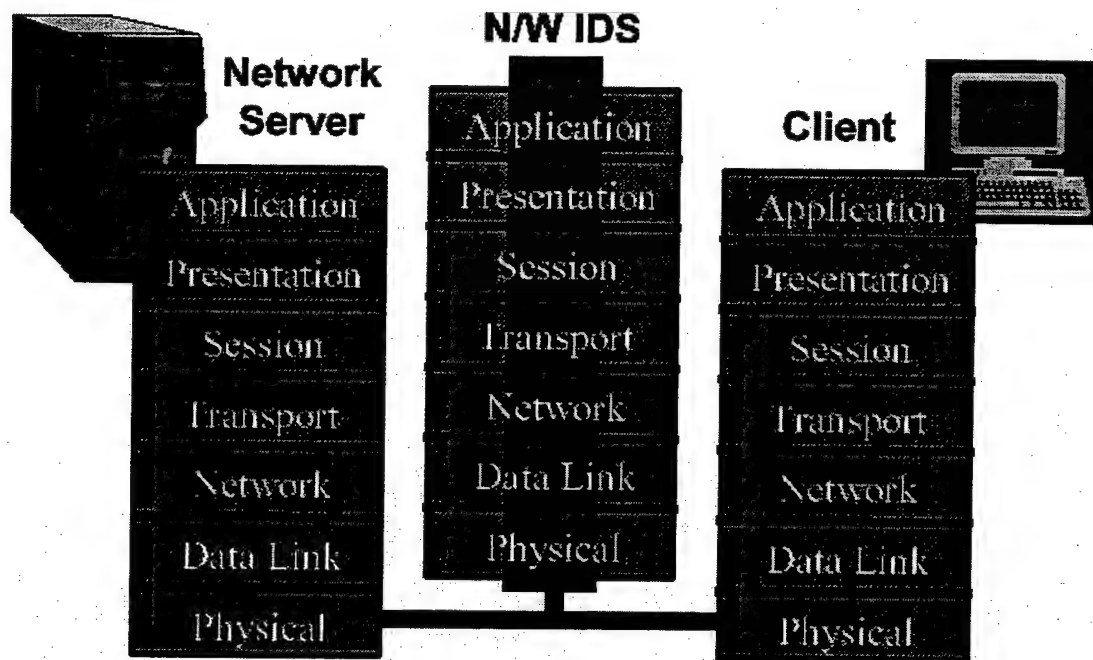 N/W IDS
Network
Server
Client
Application
Presentation
Session
Transport
Network
Data Link
Physical
Application
Presentation
Session
Transport
Network
Data Link
Physical
Application
Presentation
Session
Transport
Network
Data Link
Physical